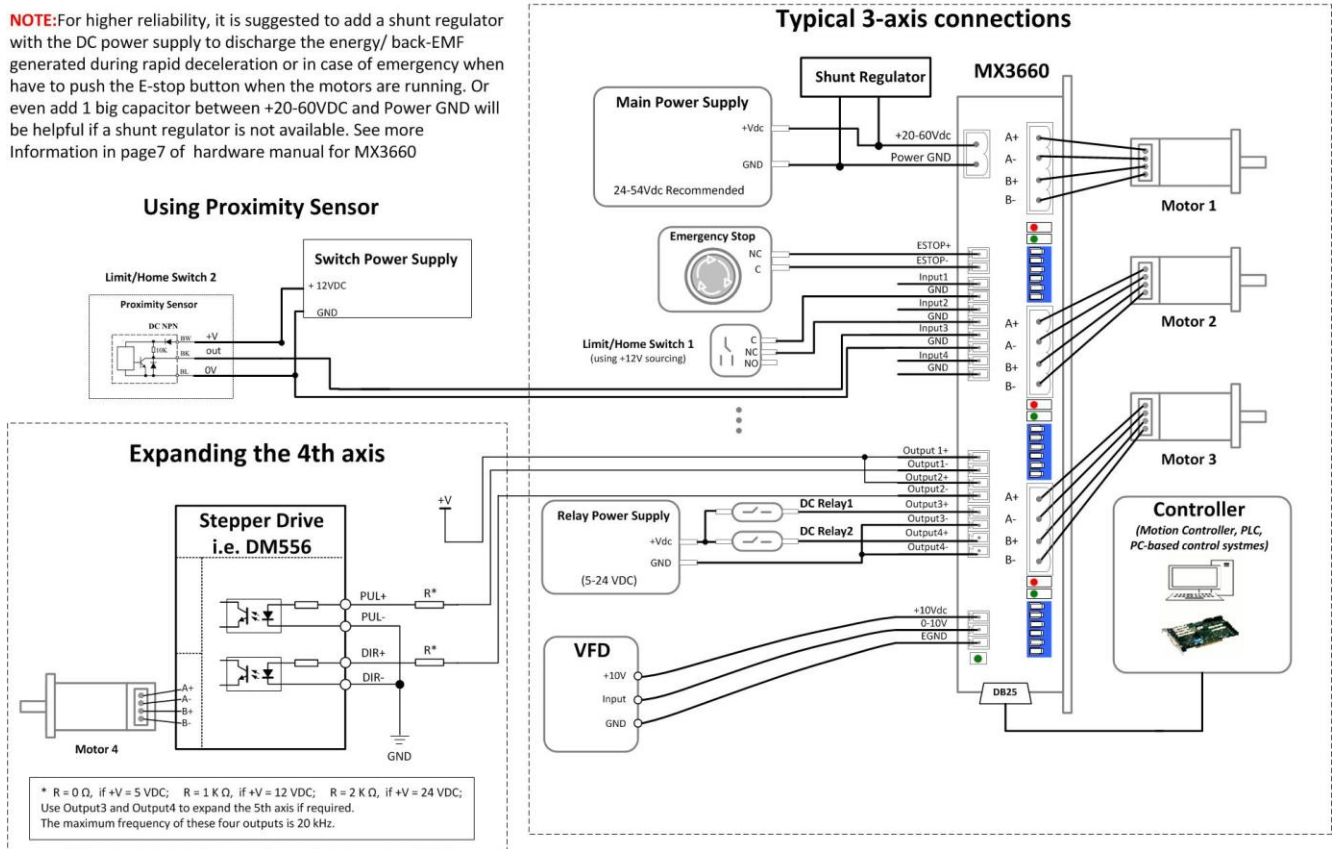 NOTE:For higher reliability, it is suggested to add a shunt regulator
with the DC power supply to discharge the energy/ back-EMF
generated during rapid deceleration or in case of emergency when
have to push the E-stop button when the motors are running. Or
even add 1 big capacitor between +20-60VDC and Power GND will
be helpful if a shunt regulator is not available. See more
Information in page7 of hardware manual for MX3660
Using Proximity Sensor
Limit/Home Switch 2
Proximity Sensor
DC NPN
10K
BW
+V
BK
out
BL
0V
Switch Power Supply
+ 12VDC
GND
Expanding the 4th axis
Stepper Drive
i.e. DM556
+V
PUL+
R*
PUL-
DIR+
R*
DIR-
GND
A+
A-
B+
B-
Motor 4
* R = 0 Ω, if +V = 5 VDC; R = 1 K Ω, if +V = 12 VDC; R = 2 K Ω, if +V = 24 VDC;
Use Output3 and Output4 to expand the 5th axis if required.
The maximum frequency of these four outputs is 20 kHz.
Typical 3-axis connections
Shunt Regulator
MX3660
Main Power Supply
+Vdc
GND
24-54Vdc Recommended
+20-60Vdc
Power GND
Emergency Stop
NC
C
ESTOP+
ESTOP-
Input1
GND
Input2
GND
Input3
GND
Input4
GND
Limit/Home Switch 1
(using +12V sourcing)
C
NC
NO
Output 1+
Output1-
Output2+
Output2-
Output3+
Output3-
Output4+
Output4-
Relay Power Supply
+Vdc
GND
(5-24 VDC)
DC Relay1
DC Relay2
VFD
+10V
Input
GND
+10Vdc
0-10V
EGND
A+
A-
B+
B-
Motor 1
A+
A-
B+
B-
Motor 2
A+
A-
B+
B-
Motor 3
DB25
Controller
(Motion Controller, PLC,
PC-based control systmes)